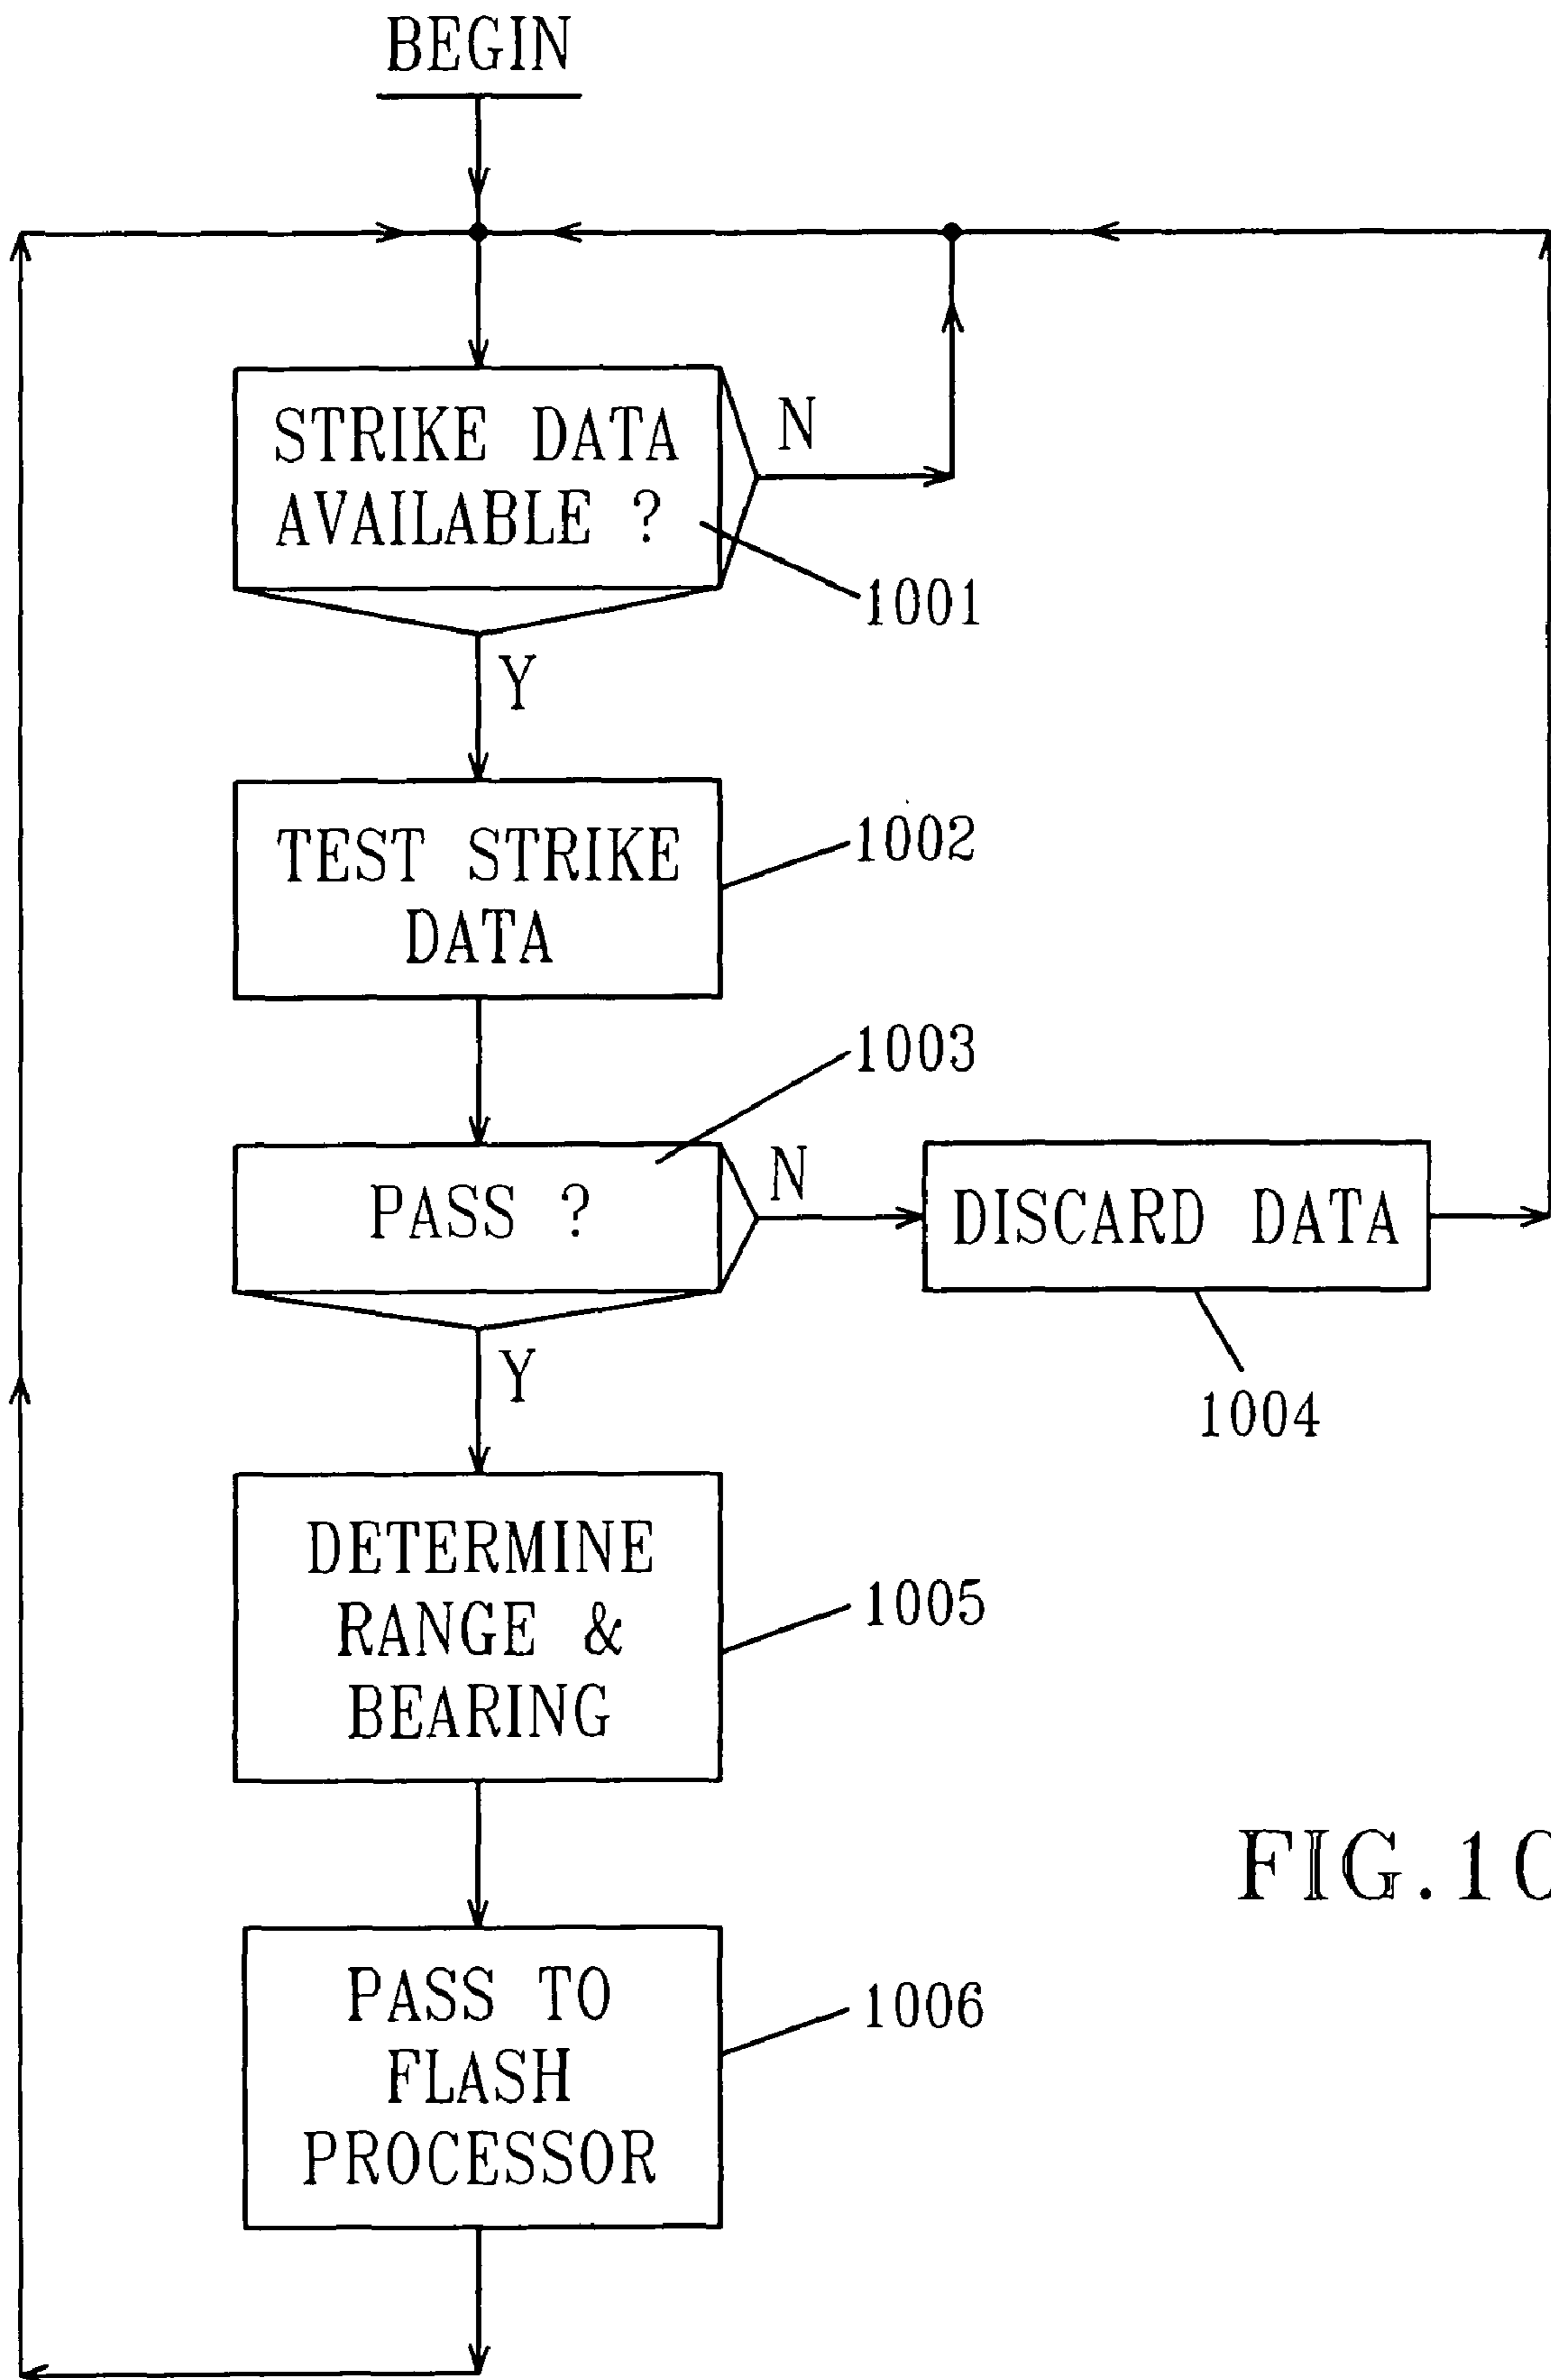 BEGIN
STRIKE DATA
AVAILABLE ?
N
1001
Y
TEST STRIKE
DATA
1002
1003
PASS ?
N
DISCARD DATA
1004
Y
DETERMINE
RANGE &
BEARING
1005
PASS TO
FLASH
PROCESSOR
1006
FIG.10